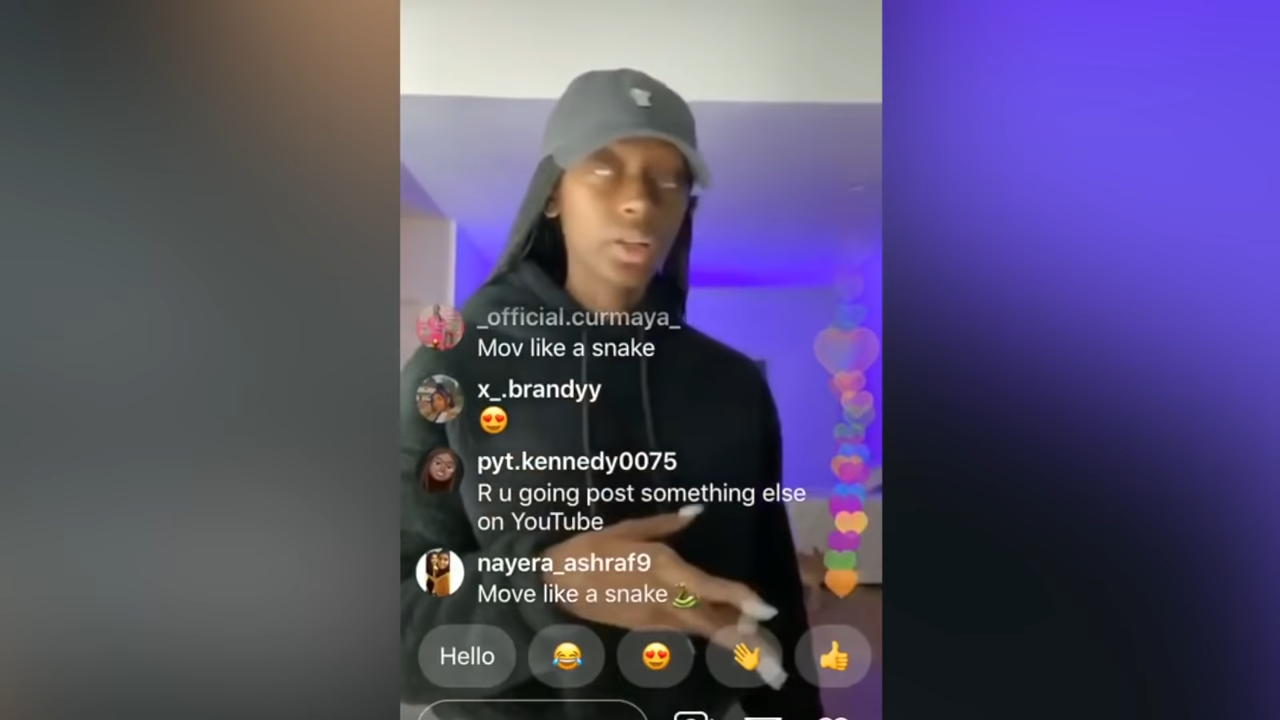 _official.curmaya_
Mov like a snake
x_.brandyy
😍
pyt.kennedy0075
R u going post something else
on YouTube
nayera_ashraf9
Move like a snake 🐍
Hello 😂 😍 👋 👍